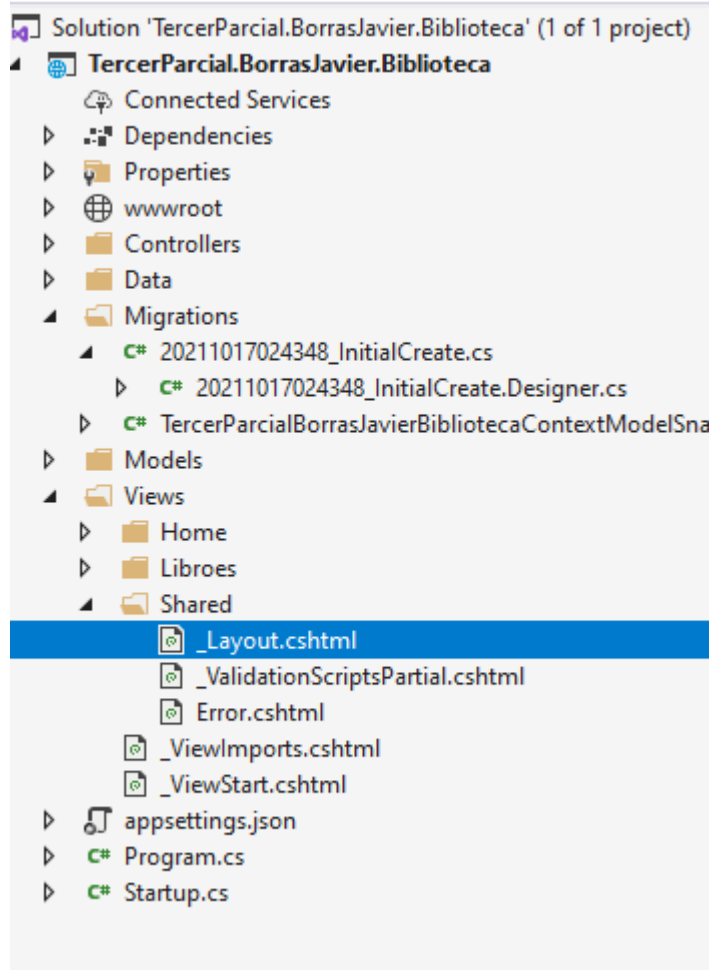 Solution 'TercerParcial.BorrasJavier.Biblioteca' (1 of 1 project)
TercerParcial.BorrasJavier.Biblioteca
Connected Services
Dependencies
Properties
wwwroot
Controllers
Data
Migrations
C# 20211017024348_InitialCreate.cs
C# 20211017024348_InitialCreate.Designer.cs
C# TercerParcialBorrasJavierBibliotecaContextModelSna
Models
Views
Home
Libroes
Shared
_Layout.cshtml
_ValidationScriptsPartial.cshtml
Error.cshtml
_ViewImports.cshtml
_ViewStart.cshtml
appsettings.json
C# Program.cs
C# Startup.cs